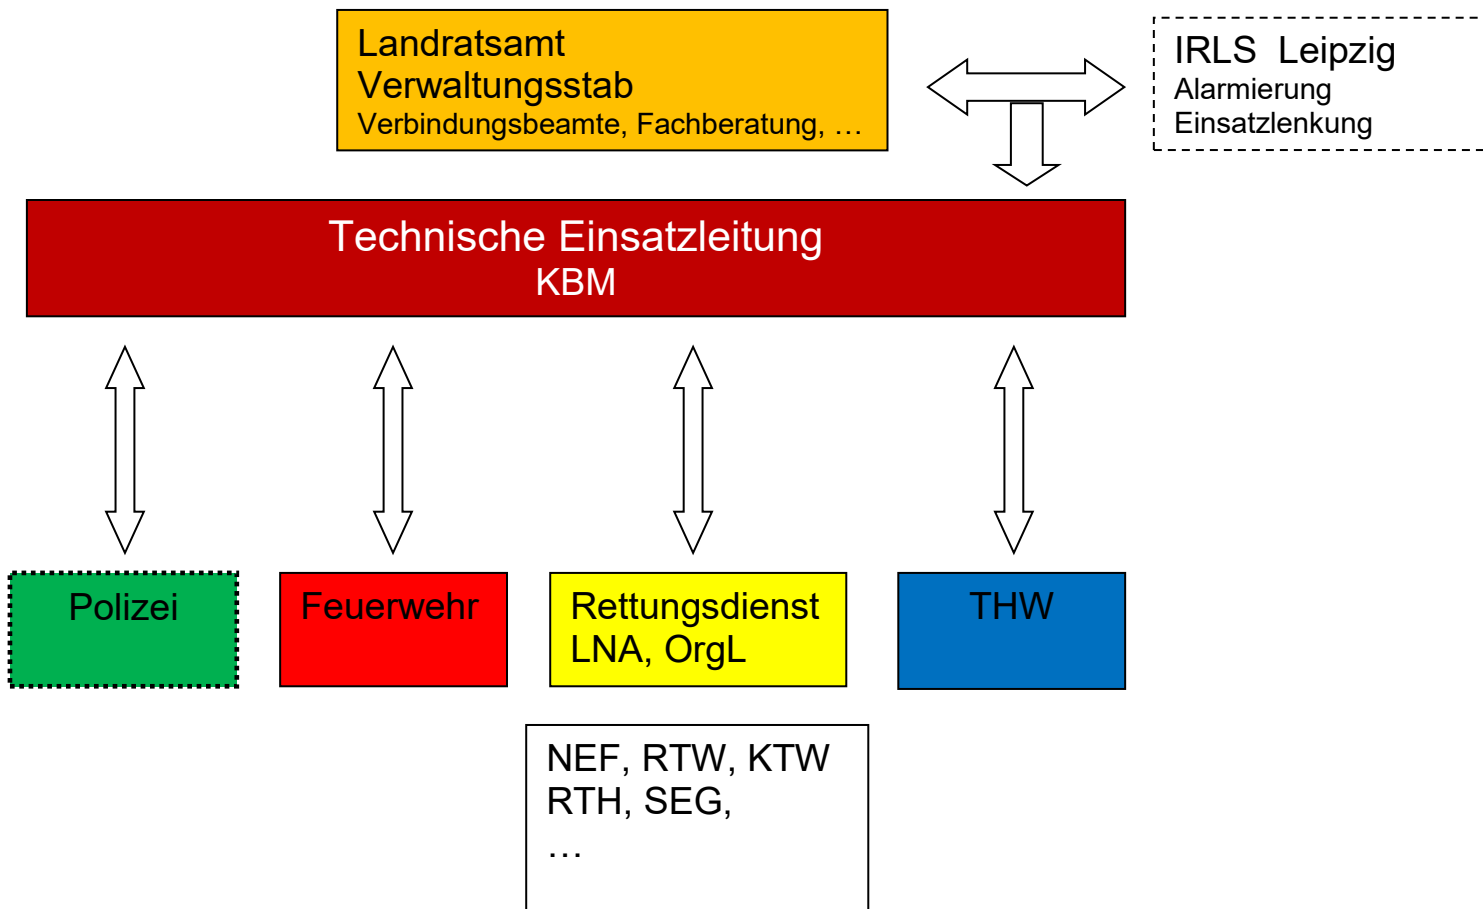 Landratsamt
Verwaltungsstab
Verbindungsbeamte, Fachberatung, …
IRLS Leipzig
Alarmierung
Einsatzlenkung
Technische Einsatzleitung
KBM
Polizei
Feuerwehr
Rettungsdienst
LNA, OrgL
THW
NEF, RTW, KTW
RTH, SEG,
…